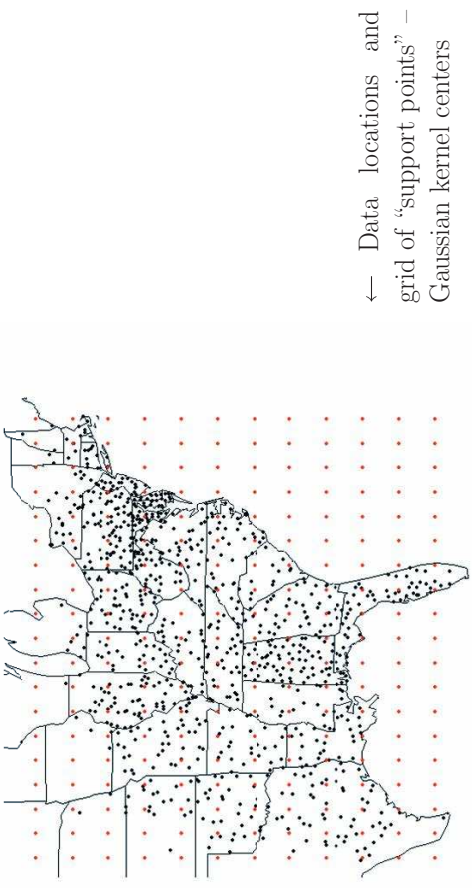 ← Data locations and
grid of “support points” –
Gaussian kernel centers